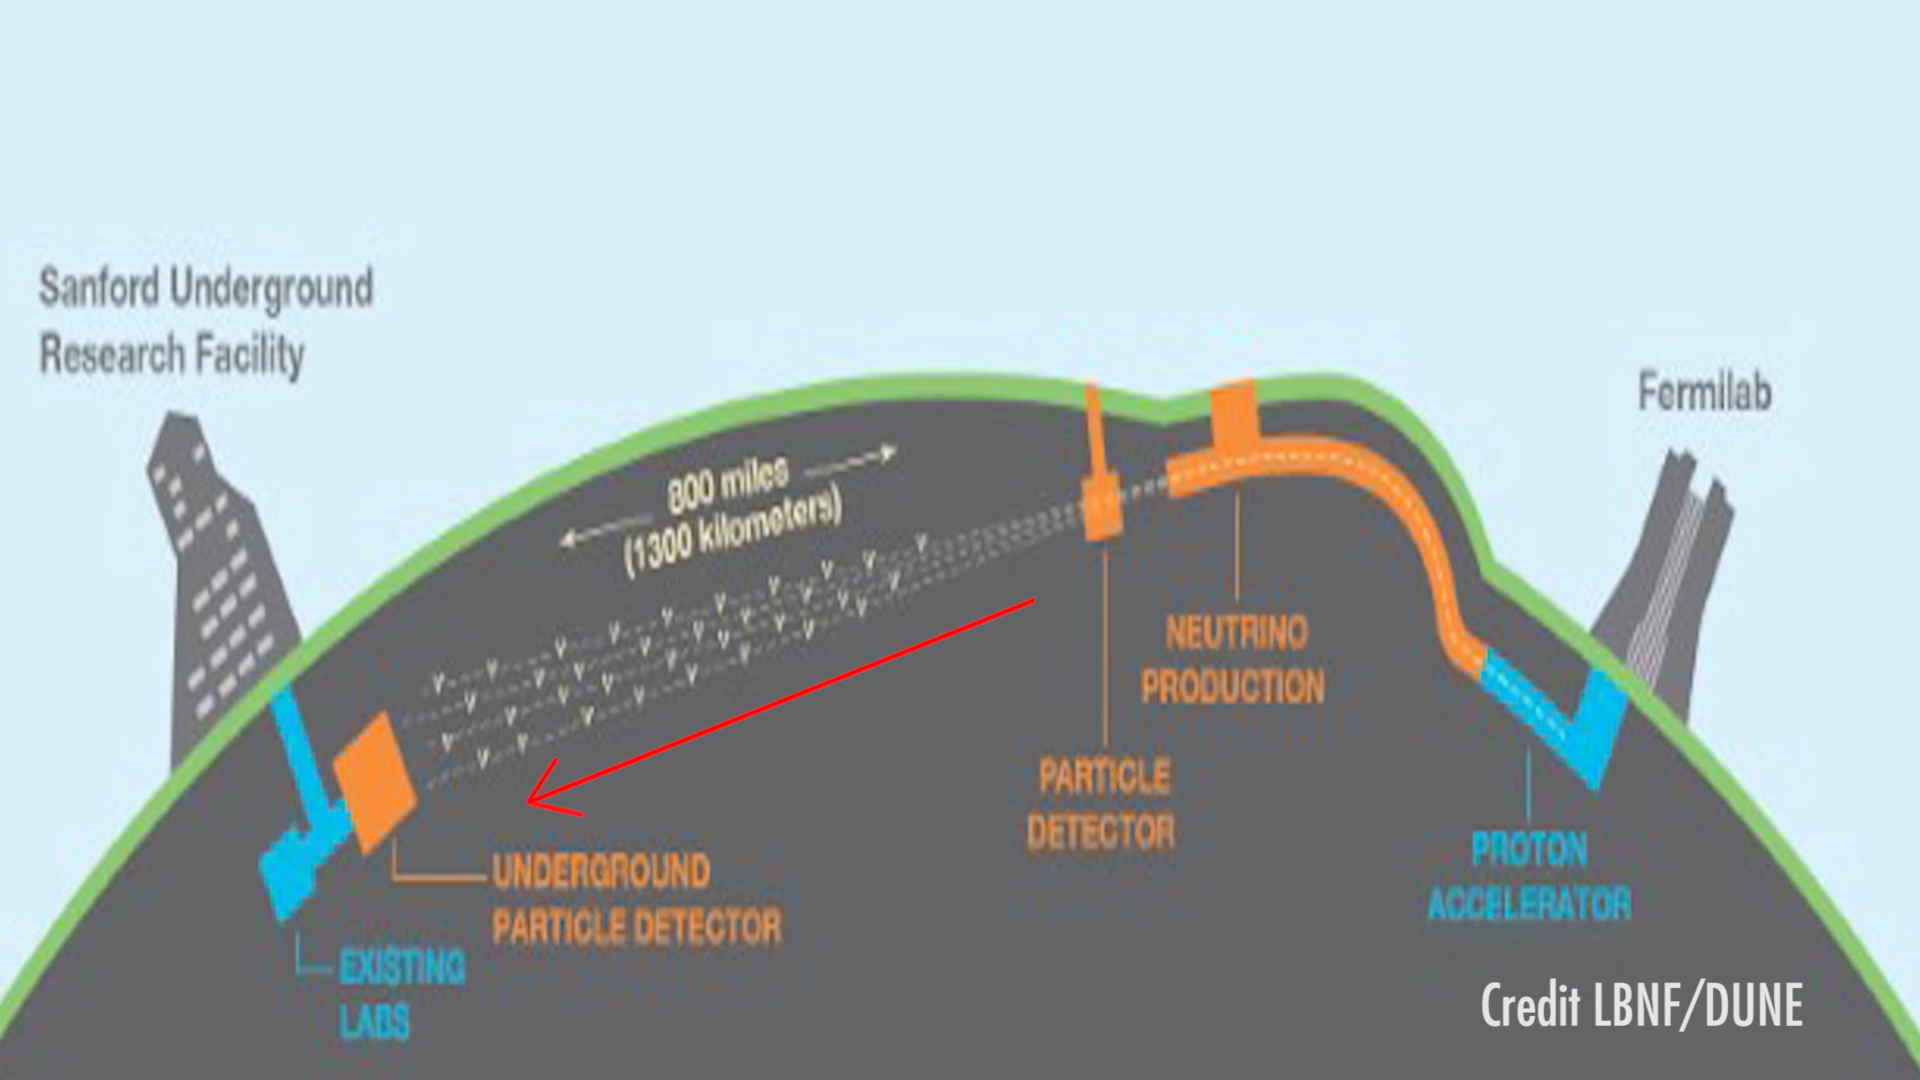 Sanford Underground
Research Facility
Fermilab
800 miles
(1300 kilometers)
NEUTRINO
PRODUCTION
PARTICLE
DETECTOR
PROTON
ACCELERATOR
UNDERGROUND
PARTICLE DETECTOR
EXISTING
LABS
Credit LBNF/DUNE